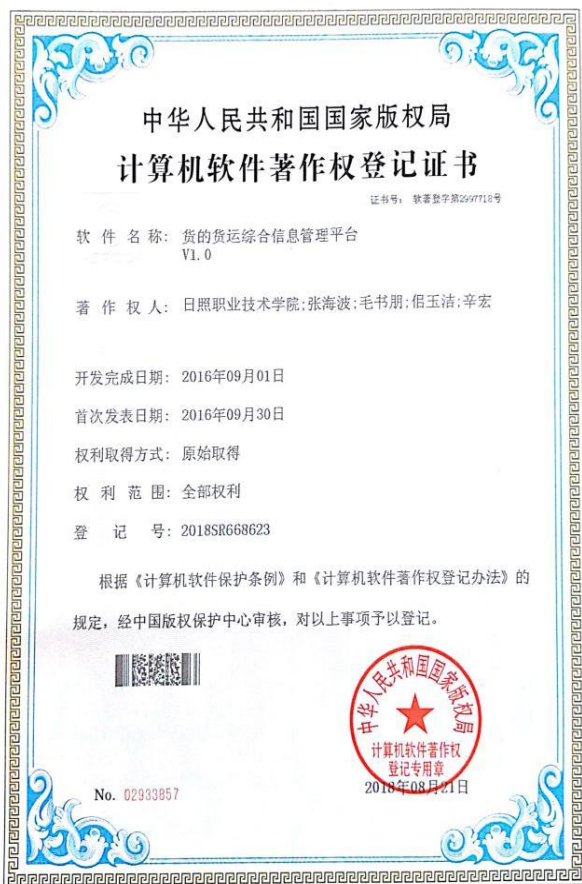 中华人民共和国国家版权局
计算机软件著作权登记证书
证书号： 软著登字第2997718号
软 件 名 称： 货的货运综合信息管理平台
V1.0
著 作 权 人： 日照职业技术学院;张海波;毛书朋;佀玉洁;辛宏
开发完成日期： 2016年09月01日
首次发表日期： 2016年09月30日
权利取得方式： 原始取得
权 利 范 围： 全部权利
登 记 号： 2018SR668623
根据《计算机软件保护条例》和《计算机软件著作权登记办法》的
规定，经中国版权保护中心审核，对以上事项予以登记。
中华人民共和国国家版权局
计算机软件著作权
登记专用章
No. 02933857
2018年08月21日